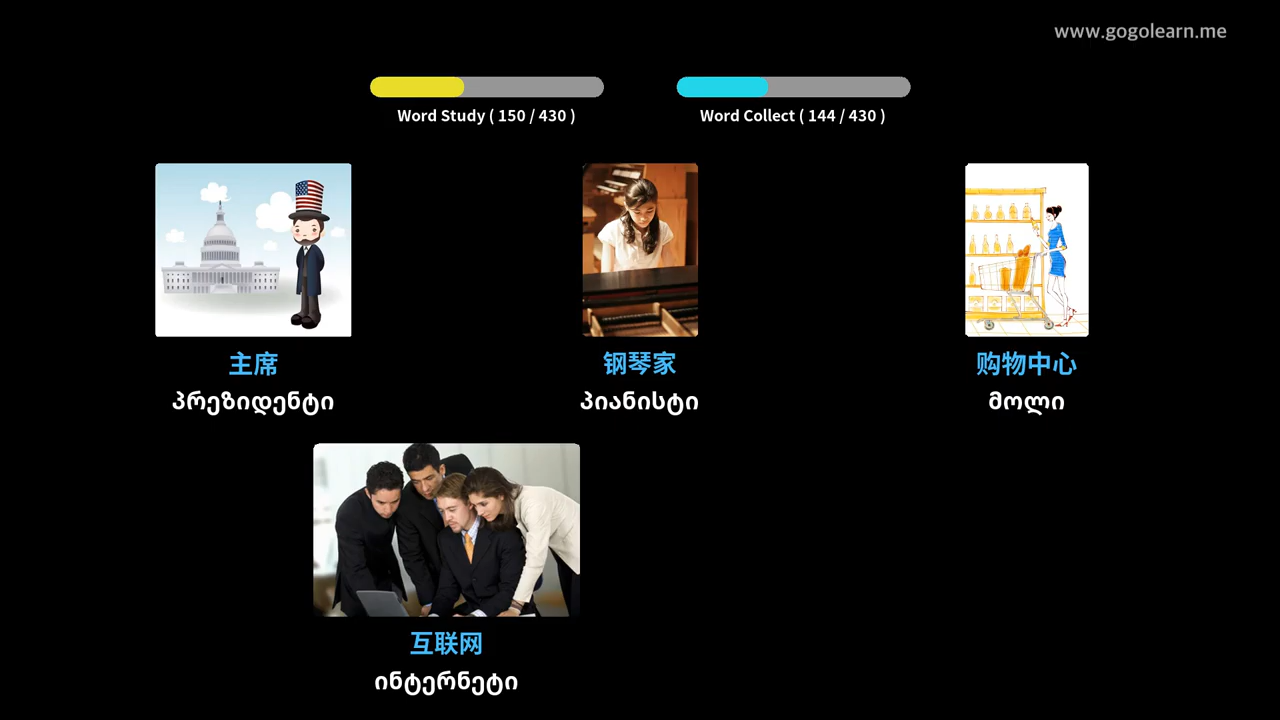 www.gogolearn.me
Word Study ( 150 / 430 )
Word Collect ( 144 / 430 )
主席
პრეზიდენტი
钢琴家
პიანისტი
购物中心
მოლი
互联网
ინტერნეტი